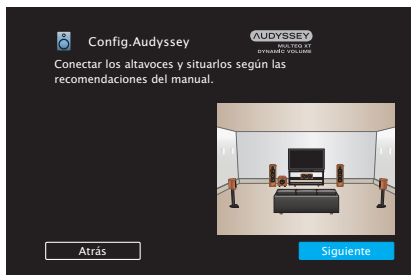 Config.Audyssey
AUDYSSEY
MULTEQ XT
DYNAMIC VOLUME
Conectar los altavoces y situarlos según las
recomendaciones del manual.
Atrás
Siguiente